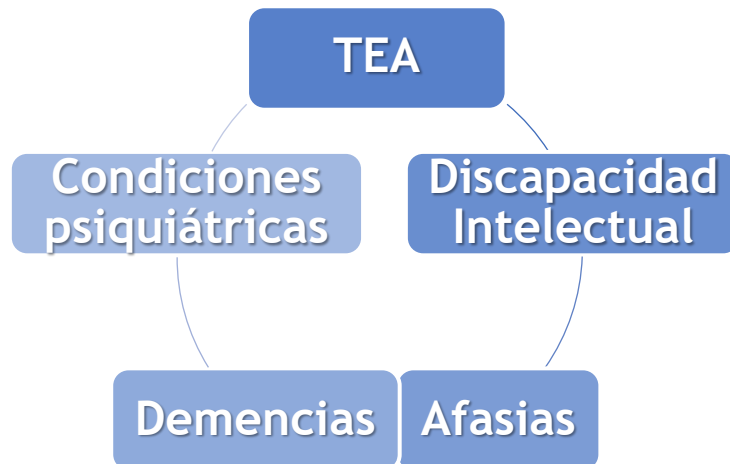 TEA
Condiciones
psiquiátricas
Discapacidad
Intelectual
Demencias
Afasias